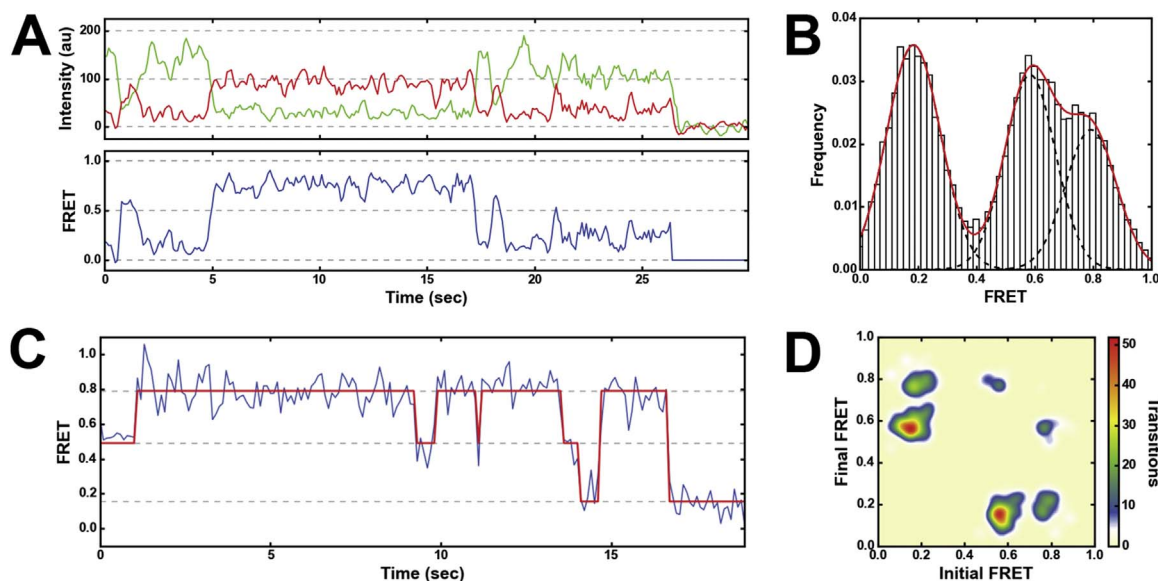 A
Intensity (au)
200
100
0
FRET
1.0
0.5
0.0
0 5 10 15 20 25
Time (sec)
B
Frequency
0.04
0.03
0.02
0.01
0.00
0.0 0.2 0.4 0.6 0.8 1.0
FRET
C
FRET
1.0
0.8
0.6
0.4
0.2
0.0
0 5 10 15
Time (sec)
D
Final FRET
1.0
0.8
0.6
0.4
0.2
0.0
0.0 0.2 0.4 0.6 0.8 1.0
Initial FRET
50
40
30
20
10
0
Transitions